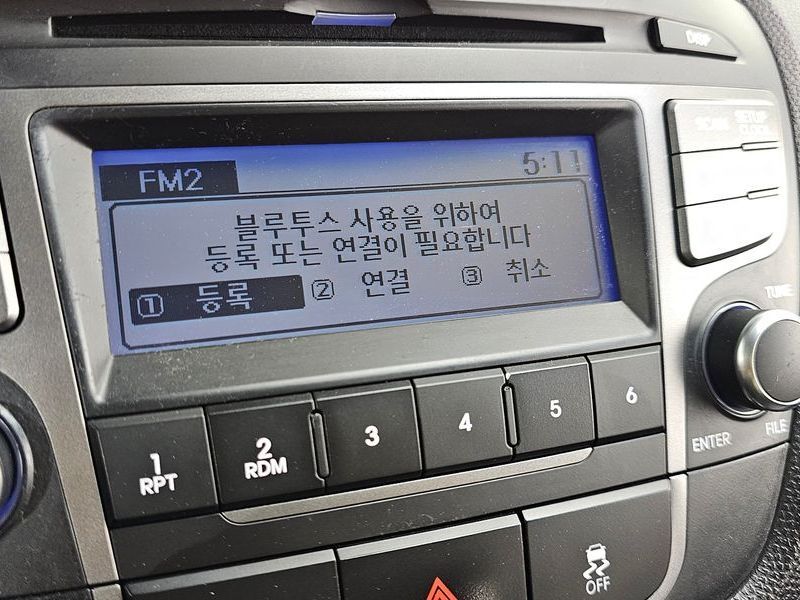 DISP
SCAN
SETUP
CLOCK
FM2
5:11
블루투스 사용을 위하여
등록 또는 연결이 필요합니다
1 등록 2 연결 3 취소
TUNE
1
RPT
2
RDM
3
4
5
6
ENTER
FILE
OFF